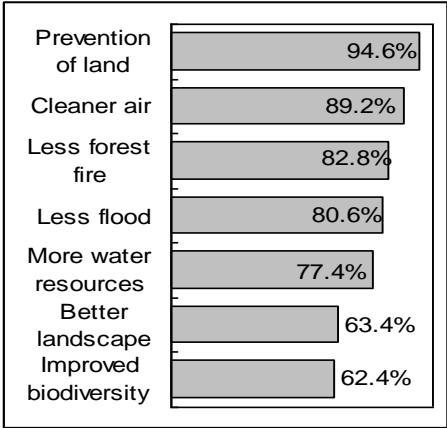 Prevention
of land
94.6%
Cleaner air
89.2%
Less forest
fire
82.8%
Less flood
80.6%
More water
resources
77.4%
Better
landscape
63.4%
Improved
biodiversity
62.4%